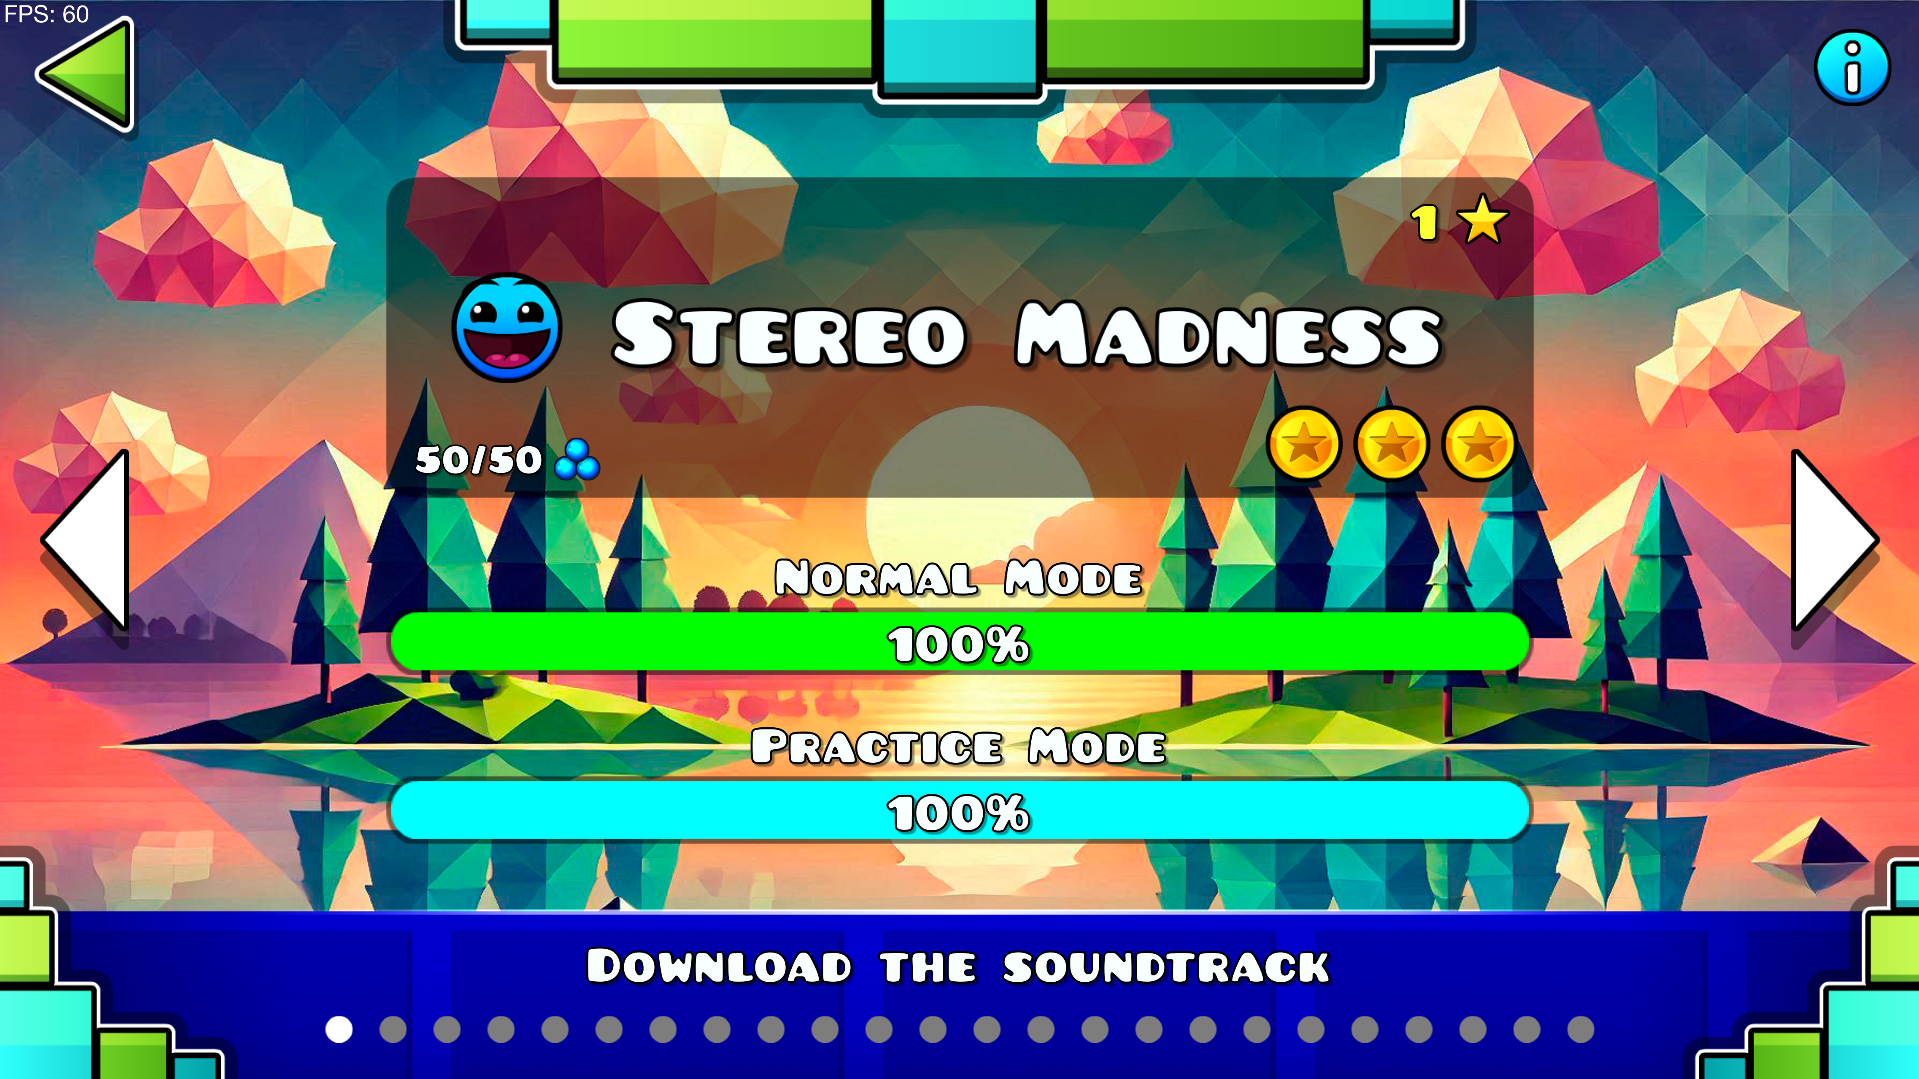 FPS: 60
1
Stereo Madness
50/50
Normal Mode
100%
Practice Mode
100%
Download the soundtrack